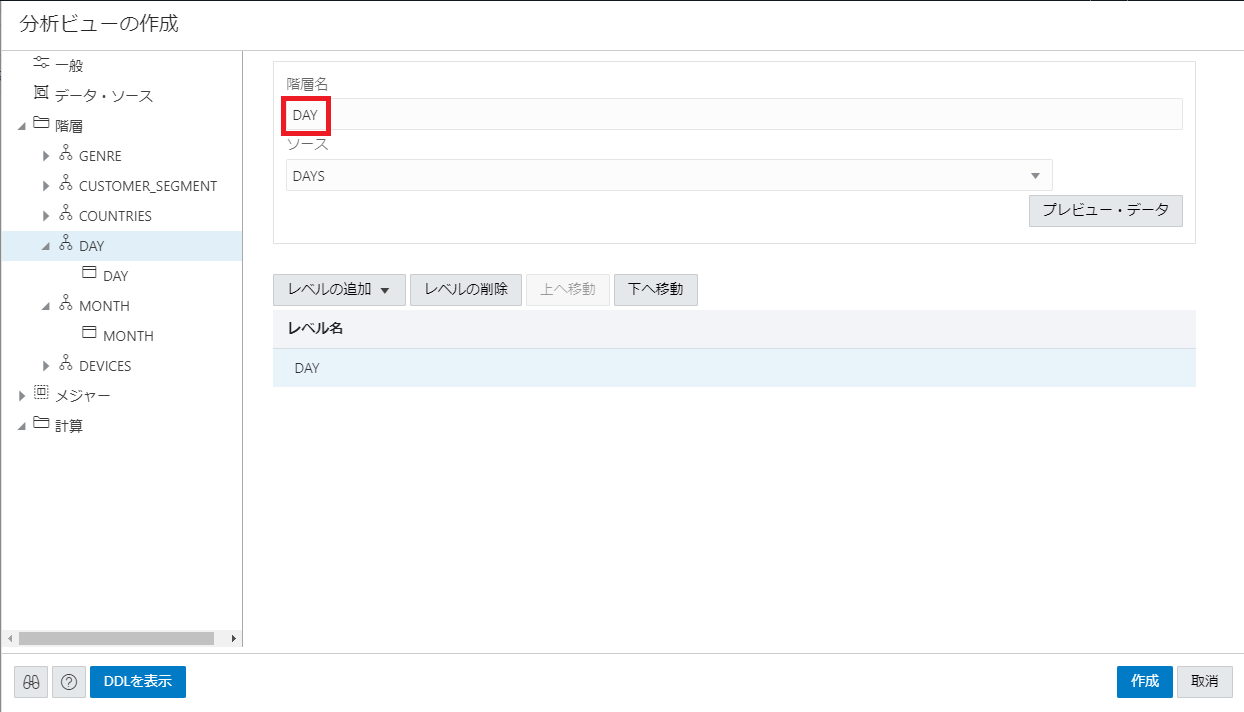 分析ビューの作成
一般
データ・ソース
階層
GENRE
CUSTOMER_SEGMENT
COUNTRIES
DAY
DAY
MONTH
MONTH
DEVICES
メジャー
計算
階層名
DAY
ソース
DAYS
プレビュー・データ
レベルの追加 レベルの削除 上へ移動 下へ移動
レベル名
DAY
DDLを表示 作成 取消